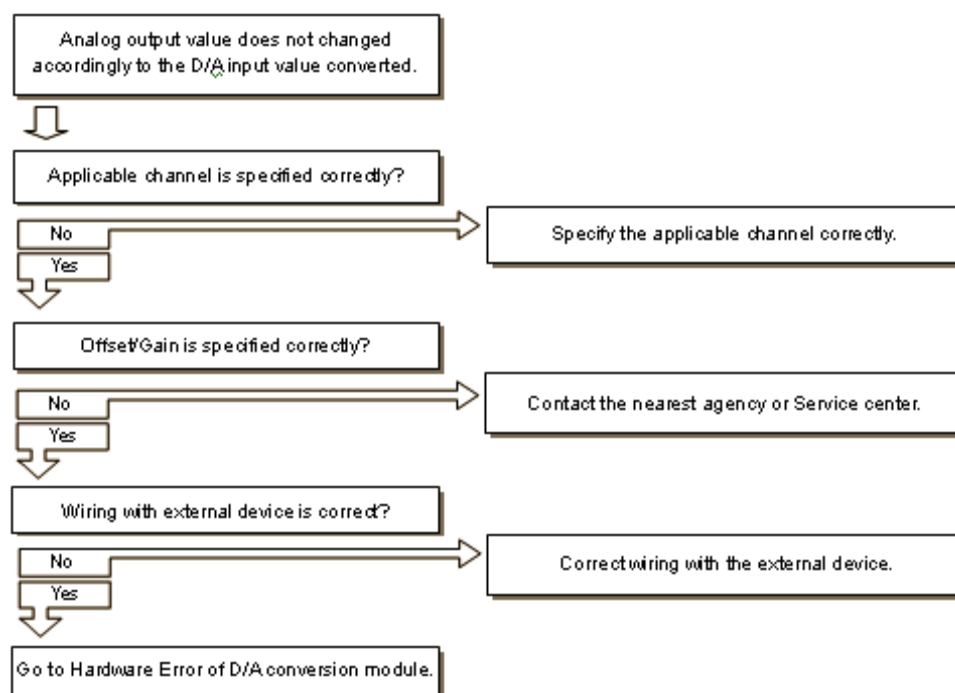 Analog output value does not changed
accordingly to the D/A input value converted.
Applicable channel is specified correctly?
No
Specify the applicable channel correctly.
Yes
Offset/Gain is specified correctly?
No
Contact the nearest agency or Service center.
Yes
Wiring with external device is correct?
No
Correct wiring with the external device.
Yes
Go to Hardware Error of D/A conversion module.